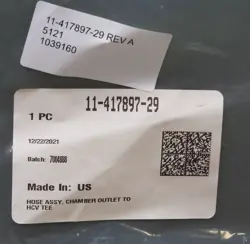 11-417897-29 REV A
5121
1039160
11-417897-29
1 PC
12/22/2021
Batch:
Made In: US
HOSE ASSY, CHAMBER OUTLET TO
HCV TEE